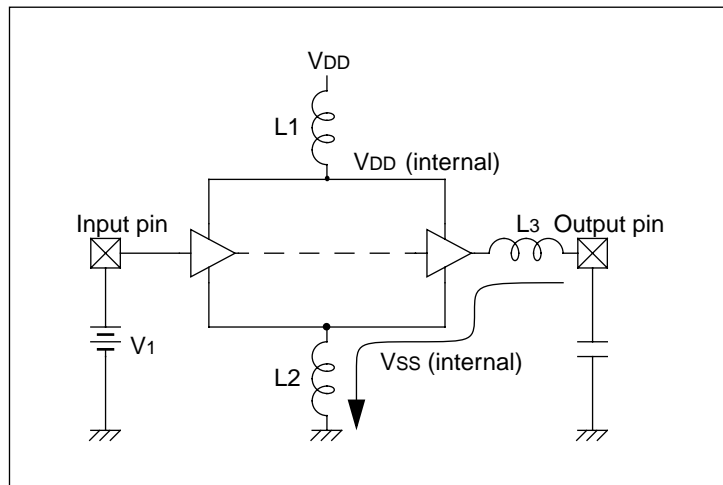 VDD
L1
VDD (internal)
Input pin
L3
Output pin
V1
L2
VSS (internal)